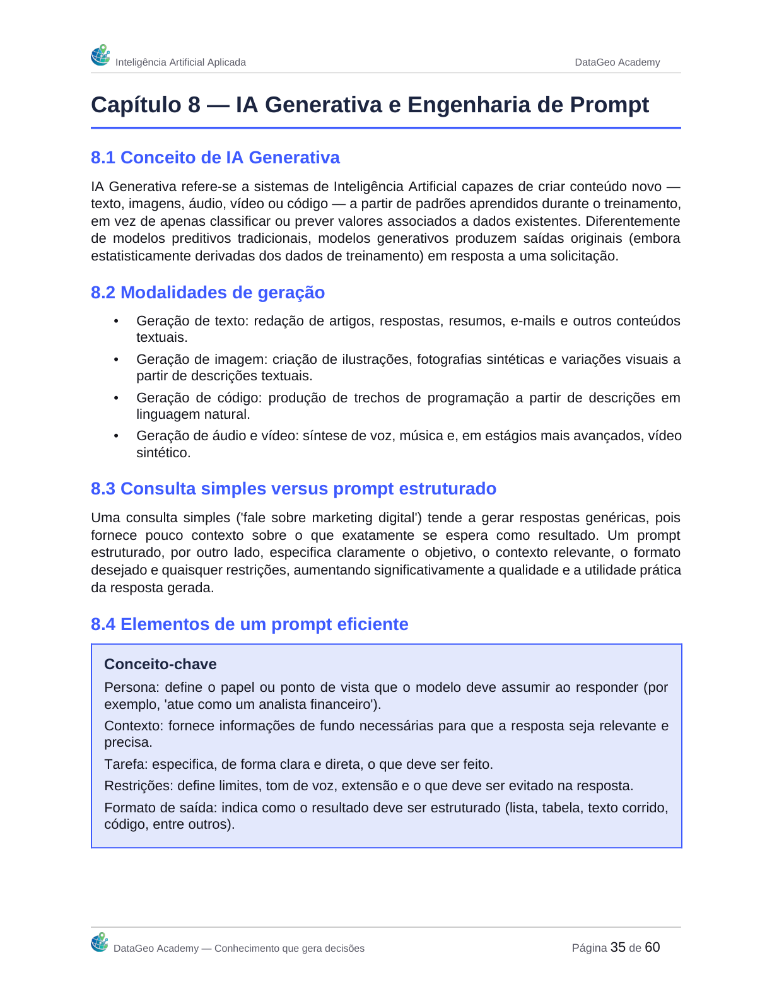 Inteligência Artificial Aplicada
DataGeo Academy
Capítulo 8 — IA Generativa e Engenharia de Prompt
8.1 Conceito de IA Generativa
IA Generativa refere-se a sistemas de Inteligência Artificial capazes de criar conteúdo novo —
texto, imagens, áudio, vídeo ou código — a partir de padrões aprendidos durante o treinamento,
em vez de apenas classificar ou prever valores associados a dados existentes. Diferentemente
de modelos preditivos tradicionais, modelos generativos produzem saídas originais (embora
estatisticamente derivadas dos dados de treinamento) em resposta a uma solicitação.
8.2 Modalidades de geração
• Geração de texto: redação de artigos, respostas, resumos, e-mails e outros conteúdos
textuais.
• Geração de imagem: criação de ilustrações, fotografias sintéticas e variações visuais a
partir de descrições textuais.
• Geração de código: produção de trechos de programação a partir de descrições em
linguagem natural.
• Geração de áudio e vídeo: síntese de voz, música e, em estágios mais avançados, vídeo
sintético.
8.3 Consulta simples versus prompt estruturado
Uma consulta simples ('fale sobre marketing digital') tende a gerar respostas genéricas, pois
fornece pouco contexto sobre o que exatamente se espera como resultado. Um prompt
estruturado, por outro lado, especifica claramente o objetivo, o contexto relevante, o formato
desejado e quaisquer restrições, aumentando significativamente a qualidade e a utilidade prática
da resposta gerada.
8.4 Elementos de um prompt eficiente
Conceito-chave
Persona: define o papel ou ponto de vista que o modelo deve assumir ao responder (por
exemplo, 'atue como um analista financeiro').
Contexto: fornece informações de fundo necessárias para que a resposta seja relevante e
precisa.
Tarefa: especifica, de forma clara e direta, o que deve ser feito.
Restrições: define limites, tom de voz, extensão e o que deve ser evitado na resposta.
Formato de saída: indica como o resultado deve ser estruturado (lista, tabela, texto corrido,
código, entre outros).
DataGeo Academy — Conhecimento que gera decisões
Página 35 de 60